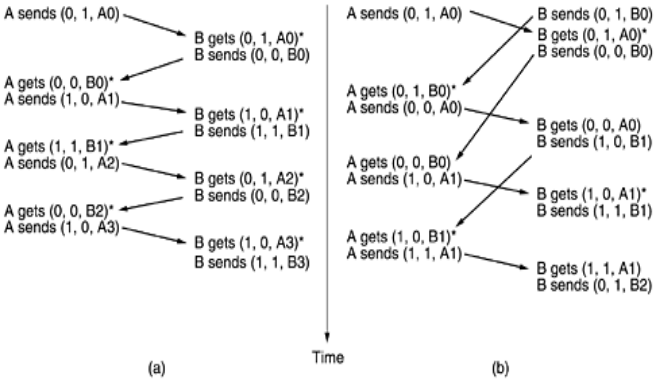 A sends (0, 1, A0)
B gets (0, 1, A0)*
B sends (0, 0, B0)
A gets (0, 0, B0)*
A sends (1, 0, A1)
B gets (1, 0, A1)*
B sends (1, 1, B1)
A gets (1, 1, B1)*
A sends (0, 1, A2)
B gets (0, 1, A2)*
B sends (0, 0, B2)
A gets (0, 0, B2)*
A sends (1, 0, A3)
B gets (1, 0, A3)*
B sends (1, 1, B3)
(a)
Time
A sends (0, 1, A0)
B sends (0, 1, B0)
B gets (0, 1, A0)*
B sends (0, 0, B0)
A gets (0, 1, B0)*
A sends (0, 0, A0)
B gets (0, 0, A0)
B sends (1, 0, B1)
A gets (0, 0, B0)
A sends (1, 0, A1)
B gets (1, 0, A1)*
B sends (1, 1, B1)
A gets (1, 0, B1)*
A sends (1, 1, A1)
B gets (1, 1, A1)
B sends (0, 1, B2)
(b)